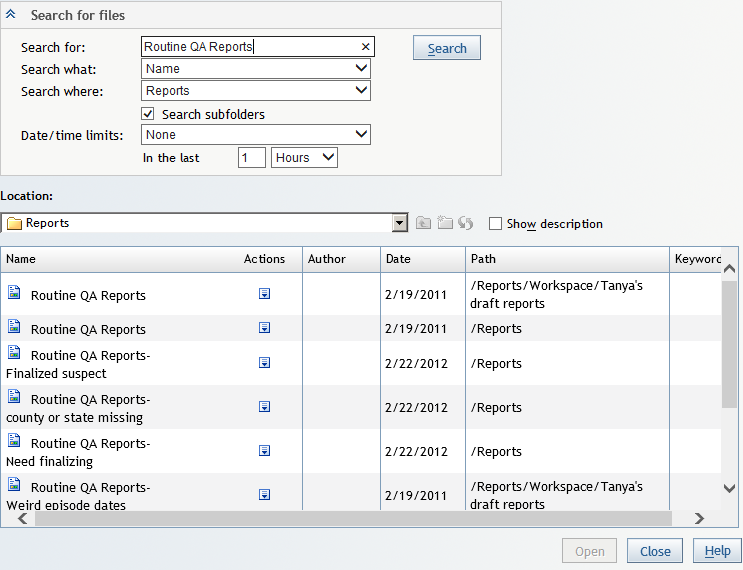 Search for files
Search for: Routine QA Reports
Search
Search what: Name
Search where: Reports
Search subfolders
Date/time limits: None
In the last 1 Hours
Location:
Reports
Show description
Name Actions Author Date Path Keyword
Routine QA Reports 2/19/2011 /Reports/Workspace/Tanya's
draft reports
Routine QA Reports 2/19/2011 /Reports
Routine QA Reports-
Finalized suspect 2/22/2012 /Reports
Routine QA Reports-
county or state missing 2/22/2012 /Reports
Routine QA Reports-
Need finalizing 2/22/2012 /Reports
Routine QA Reports- 2/19/2011 /Reports/Workspace/Tanya's
Weird episode dates draft reports
Open Close Help